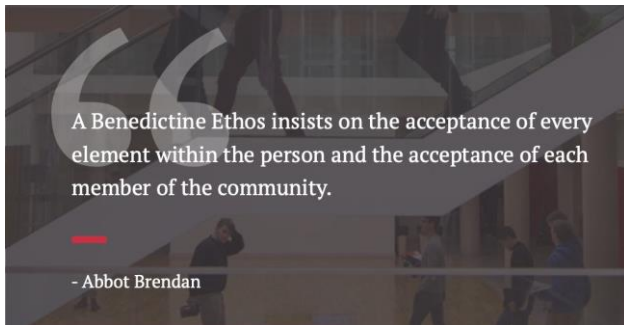 “
A Benedictine Ethos insists on the acceptance of every
element within the person and the acceptance of each
member of the community.
- Abbot Brendan